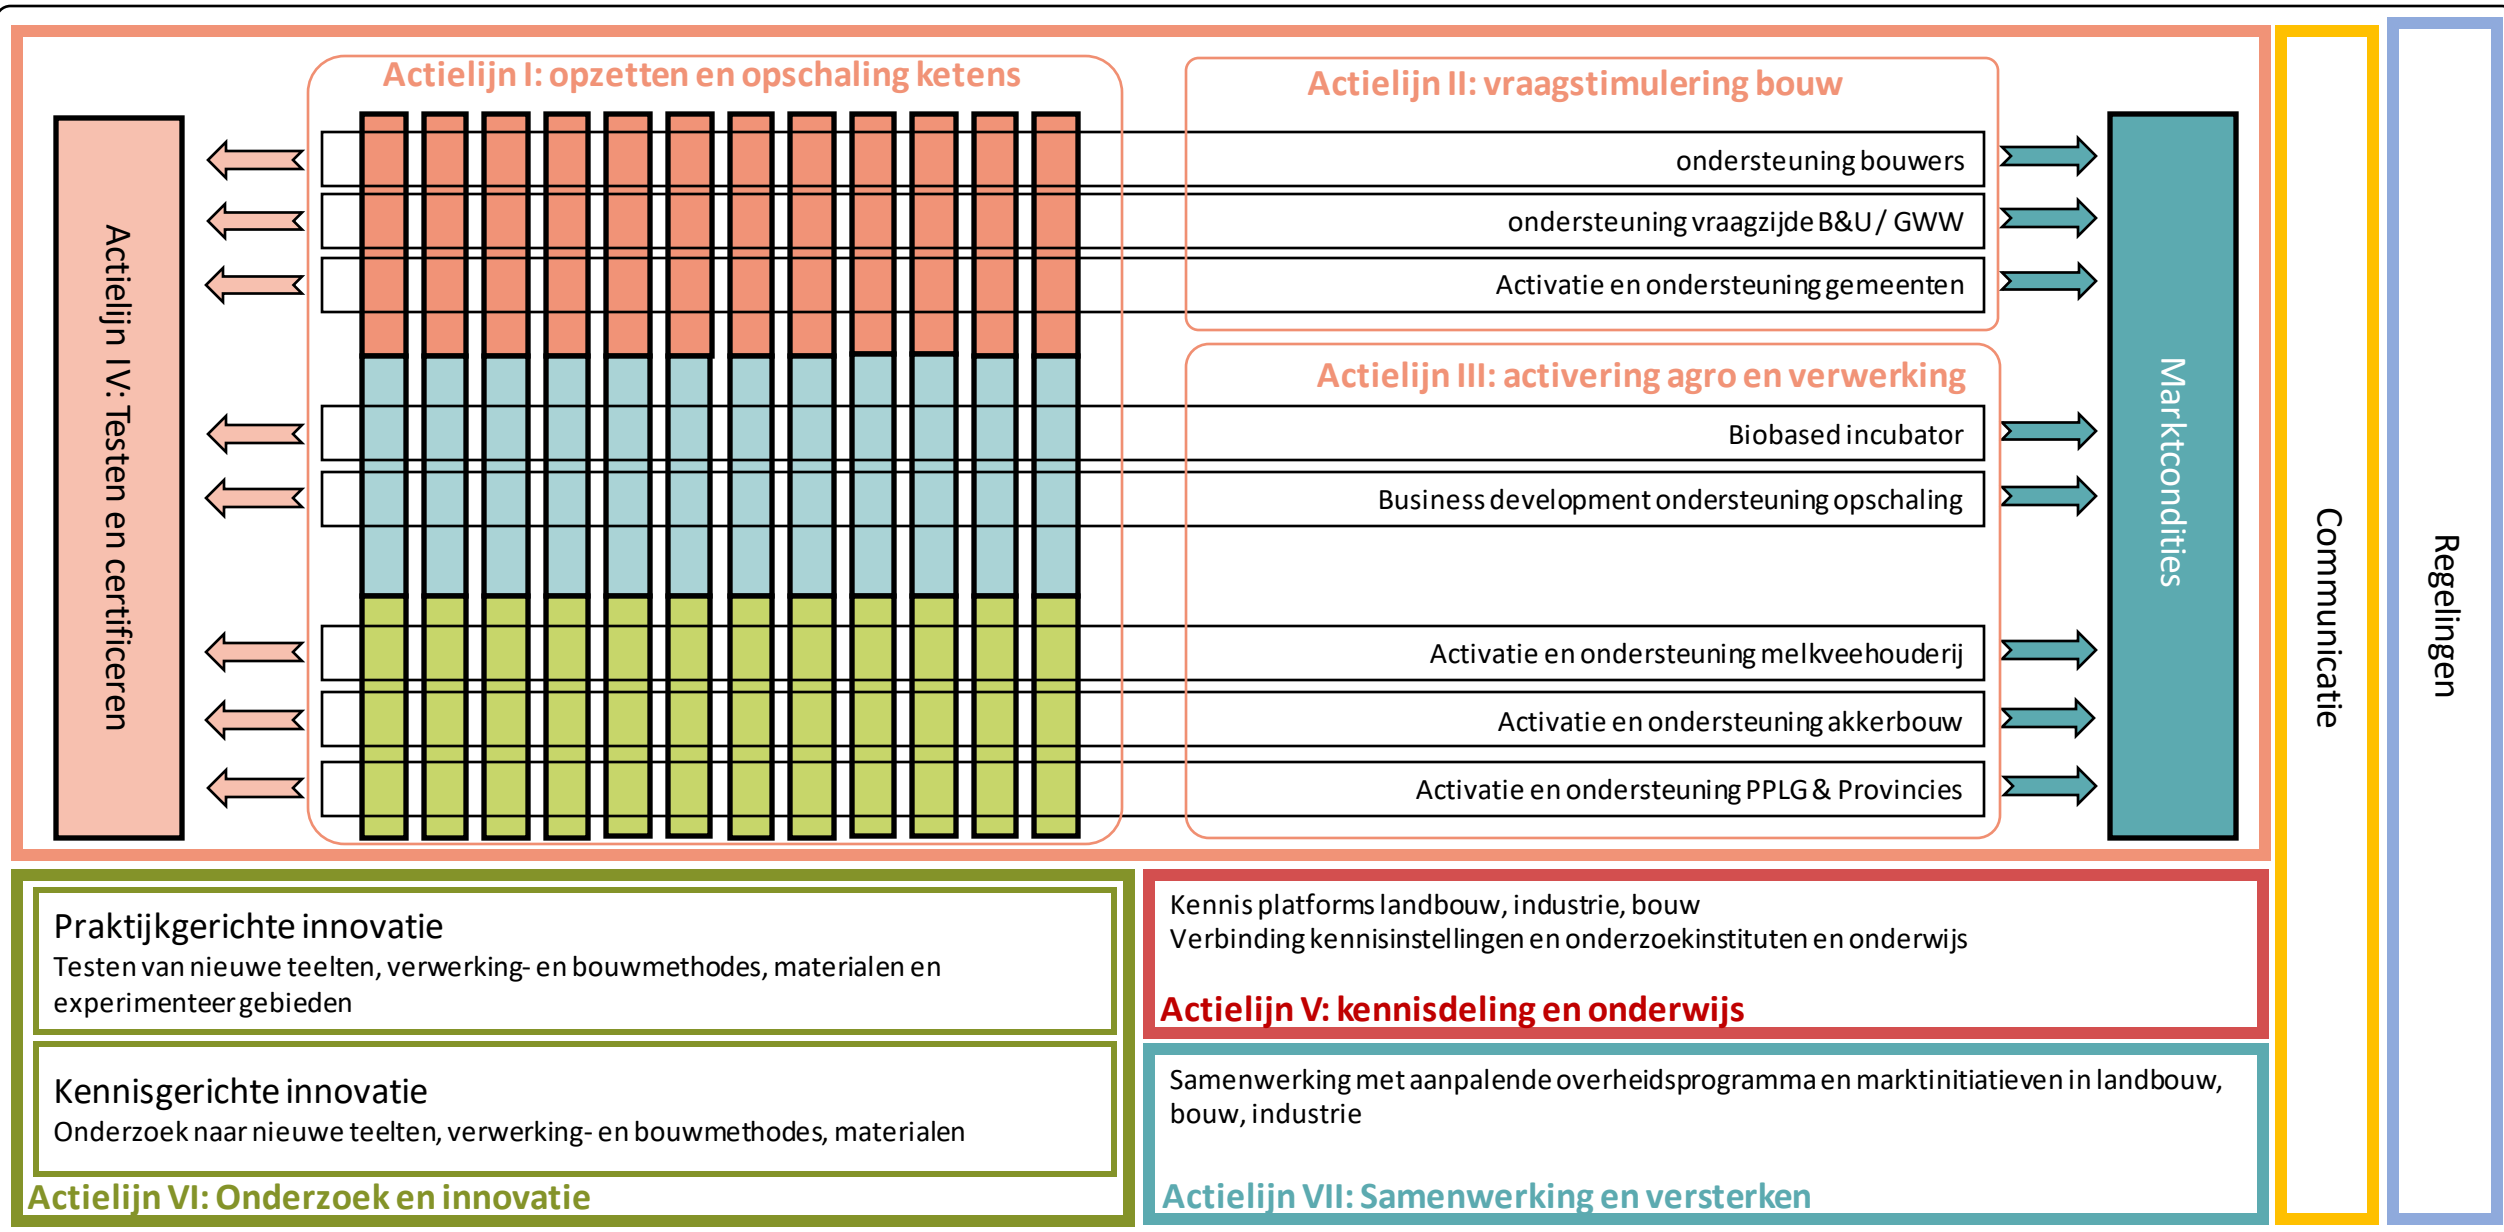 Actielijn I: opzetten en opschaling ketens
Actielijn II: vraagstimulering bouw
ondersteuning bouwers
ondersteuning vraagzijde B&U / GWW
Activatie en ondersteuning gemeenten
Actielijn III: activering agro en verwerking
Biobased incubator
Business development ondersteuning opschaling
Activatie en ondersteuning melkveehouderij
Activatie en ondersteuning akkerbouw
Activatie en ondersteuning PPLG & Provincies
Actielijn IV: Testen en certificeren
Marktcondities
Communicatie
Regelingen
Praktijkgerichte innovatie
Testen van nieuwe teelten, verwerking- en bouwmethodes, materialen en
experimenteergebieden
Kennisgerichte innovatie
Onderzoek naar nieuwe teelten, verwerking- en bouwmethodes, materialen
Actielijn VI: Onderzoek en innovatie
Kennis platforms landbouw, industrie, bouw
Verbinding kennisinstellingen en onderzoekinstituten en onderwijs
Actielijn V: kennisdeling en onderwijs
Samenwerking met aanpalende overheidsprogramma en marktinitiatieven in landbouw,
bouw, industrie
Actielijn VII: Samenwerking en versterken